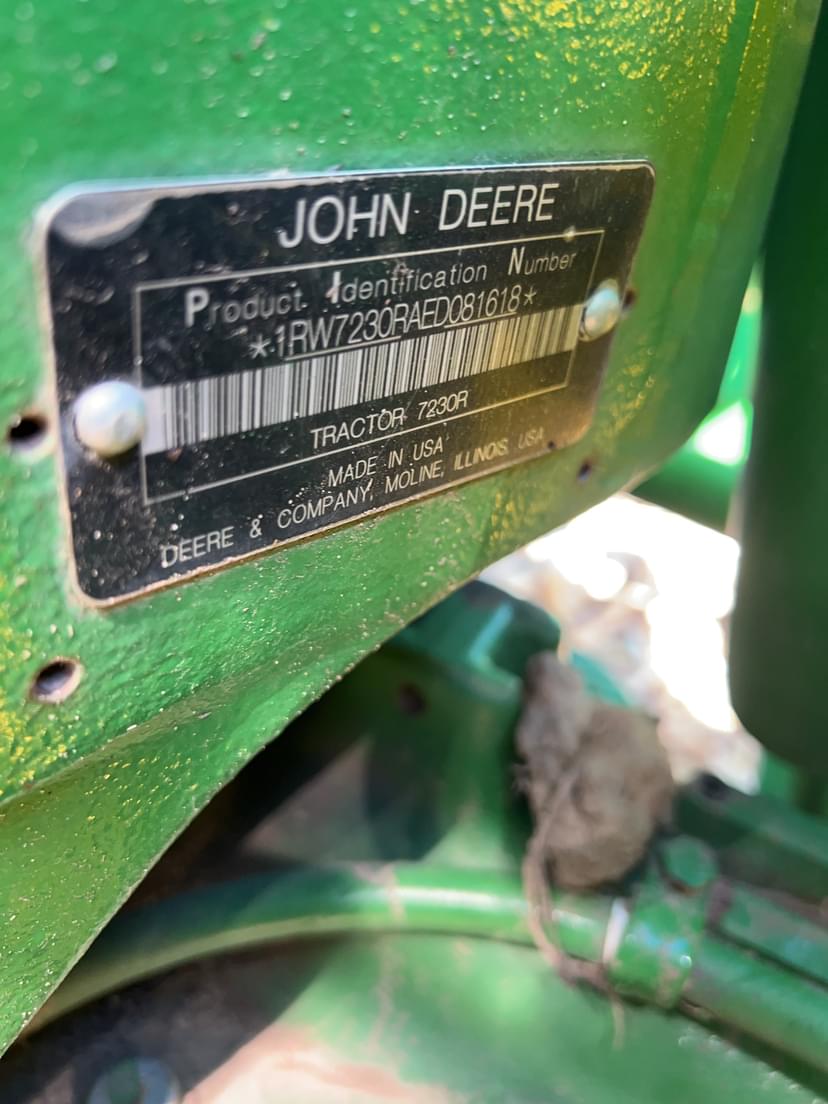 JOHN DEERE
Product Identification Number
*1RW7230RAED081618*
TRACTOR 7230R
MADE IN USA
DEERE & COMPANY, MOLINE, ILLINOIS, USA